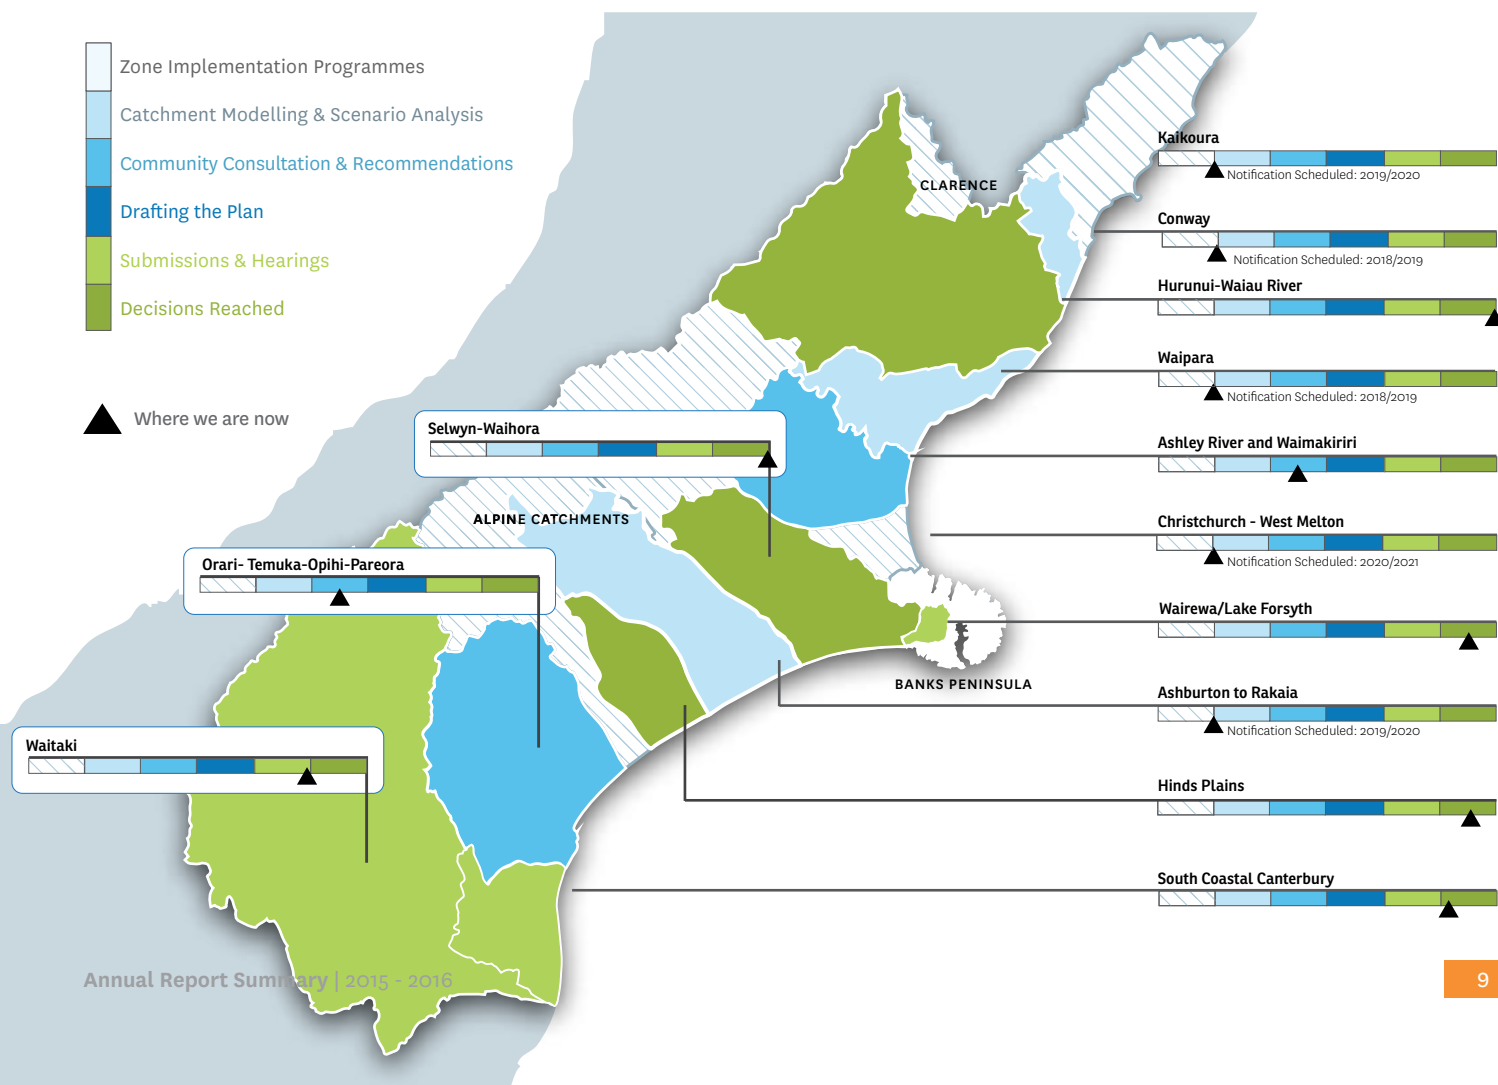 Zone Implementation Programmes
Catchment Modelling & Scenario Analysis
Community Consultation & Recommendations
Drafting the Plan
Submissions & Hearings
Decisions Reached
Where we are now
CLARENCE
Kaikoura
Notification Scheduled: 2019/2020
Conway
Notification Scheduled: 2018/2019
Hurunui-Waiau River
Waipara
Notification Scheduled: 2018/2019
Selwyn-Waihora
Ashley River and Waimakiriri
ALPINE CATCHMENTS
Christchurch - West Melton
Notification Scheduled: 2020/2021
Orari- Temuka-Opihi-Pareora
Wairewa/Lake Forsyth
BANKS PENINSULA
Ashburton to Rakaia
Notification Scheduled: 2019/2020
Waitaki
Hinds Plains
South Coastal Canterbury
Annual Report Summary | 2015 - 2016
9